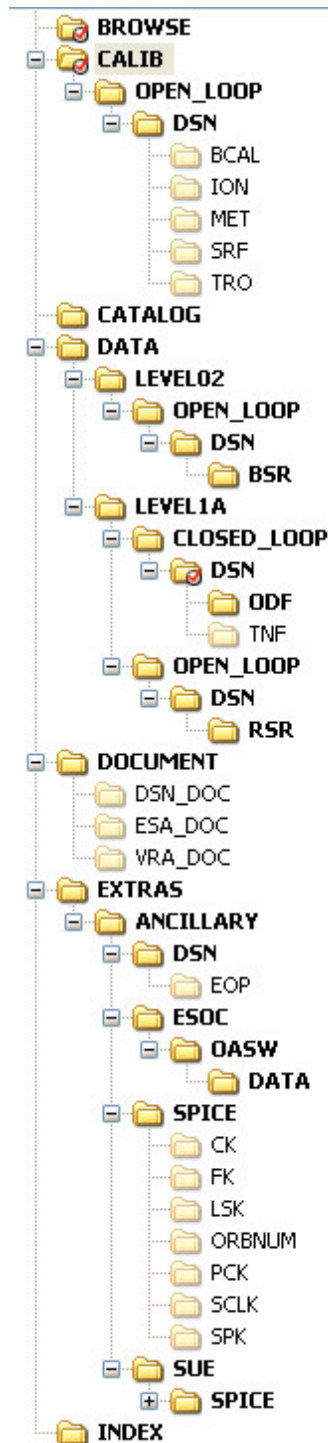 BROWSE
CALIB
OPEN_LOOP
DSN
BCAL
ION
MET
SRF
TRO
CATALOG
DATA
LEVEL02
OPEN_LOOP
DSN
BSR
LEVEL1A
CLOSED_LOOP
DSN
ODF
TNF
OPEN_LOOP
DSN
RSR
DOCUMENT
DSN_DOC
ESA_DOC
VRA_DOC
EXTRAS
ANCILLARY
DSN
EOP
ESOC
OASW
DATA
SPICE
CK
FK
LSK
ORBNUM
PCK
SCLK
SPK
SUE
SPICE
INDEX